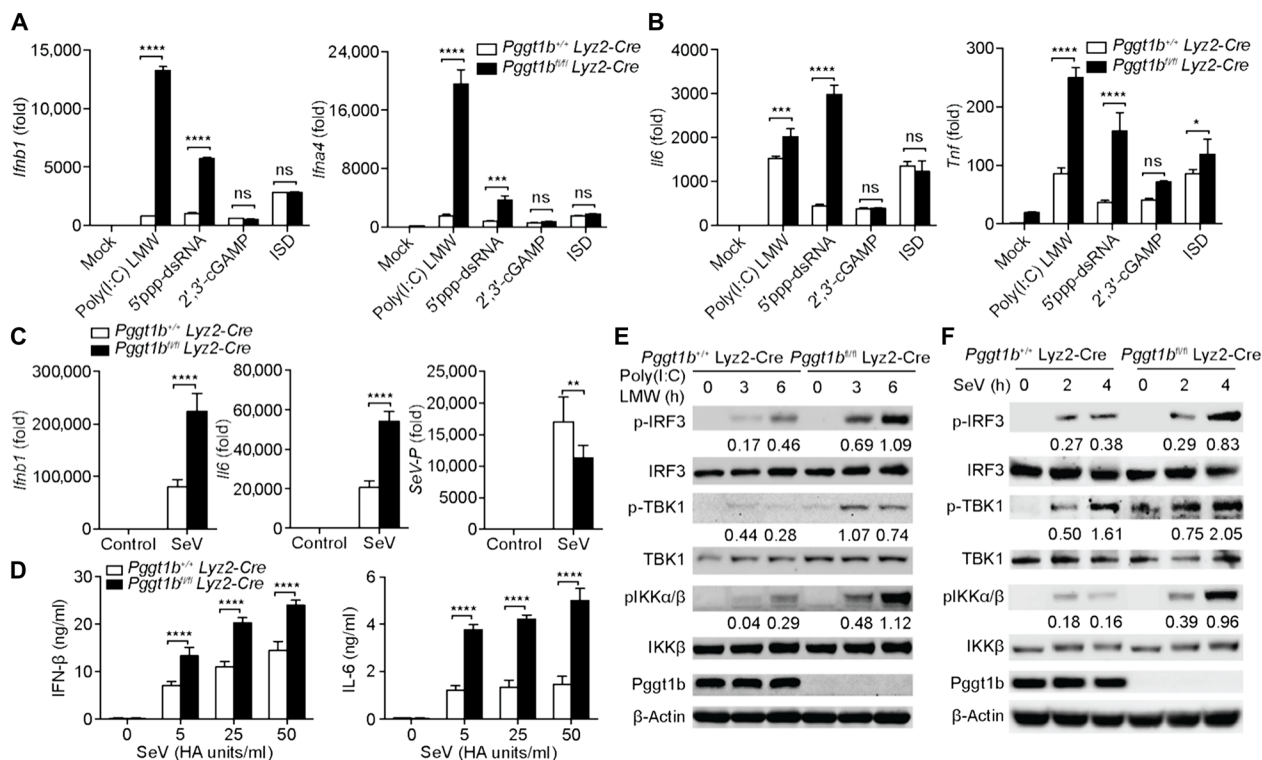 A
Pggt1b+/+ Lyz2-Cre
Pggt1bfl/fl Lyz2-Cre
Ifnb1 (fold)
15,000
10,000
5000
0
****
****
ns
ns
Mock
Poly(I:C) LMW
5'ppp-dsRNA
2',3'-cGAMP
ISD
Ifna4 (fold)
24,000
16,000
8000
0
****
***
ns
ns
Mock
Poly(I:C) LMW
5'ppp-dsRNA
2',3'-cGAMP
ISD
B
Pggt1b+/+ Lyz2-Cre
Pggt1bfl/fl Lyz2-Cre
Il6 (fold)
4000
3000
2000
1000
0
***
****
ns
ns
Mock
Poly(I:C) LMW
5'ppp-dsRNA
2',3'-cGAMP
ISD
Tnf (fold)
300
200
100
0
****
****
ns
*
Mock
Poly(I:C) LMW
5'ppp-dsRNA
2',3'-cGAMP
ISD
C
Pggt1b+/+ Lyz2-Cre
Pggt1bfl/fl Lyz2-Cre
Ifnb1 (fold)
300,000
200,000
100,000
0
****
Control SeV
Il6 (fold)
80,000
60,000
40,000
20,000
0
****
Control SeV
SeV-P (fold)
25,000
20,000
15,000
10,000
5000
0
**
Control SeV
D
Pggt1b+/+ Lyz2-Cre
Pggt1bfl/fl Lyz2-Cre
IFN-β (ng/ml)
30
20
10
0
****
****
****
0 5 25 50
SeV (HA units/ml)
IL-6 (ng/ml)
6
4
2
0
****
****
****
0 5 25 50
SeV (HA units/ml)
E
Pggt1b+/+ Lyz2-Cre Pggt1bfl/fl Lyz2-Cre
Poly(I:C)
LMW (h) 0 3 6 0 3 6
p-IRF3
0.17 0.46 0.69 1.09
IRF3
p-TBK1
0.44 0.28 1.07 0.74
TBK1
pIKKα/β
0.04 0.29 0.48 1.12
IKKβ
Pggt1b
β-Actin
F
Pggt1b+/+ Lyz2-Cre Pggt1bfl/fl Lyz2-Cre
SeV (h) 0 2 4 0 2 4
p-IRF3
0.27 0.38 0.29 0.83
IRF3
p-TBK1
0.50 1.61 0.75 2.05
TBK1
pIKKα/β
0.18 0.16 0.39 0.96
IKKβ
Pggt1b
β-Actin